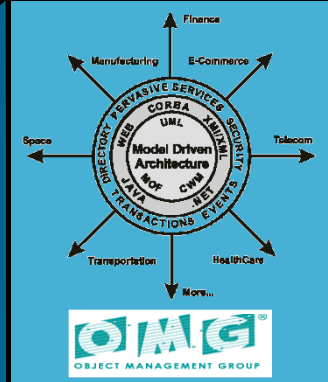 Finance
Manufacturing
E-Commerce
PERVASIVE SERVICES
DIRECTORY
SECURITY
CORBA
WEB
XMI/XML
UML
Space
Model Driven
Architecture
Telecom
MOF
CWM
JAVA
.NET
TRANSACTIONS
EVENTS
Transportation
HealthCare
More...
OMG®
OBJECT MANAGEMENT GROUP